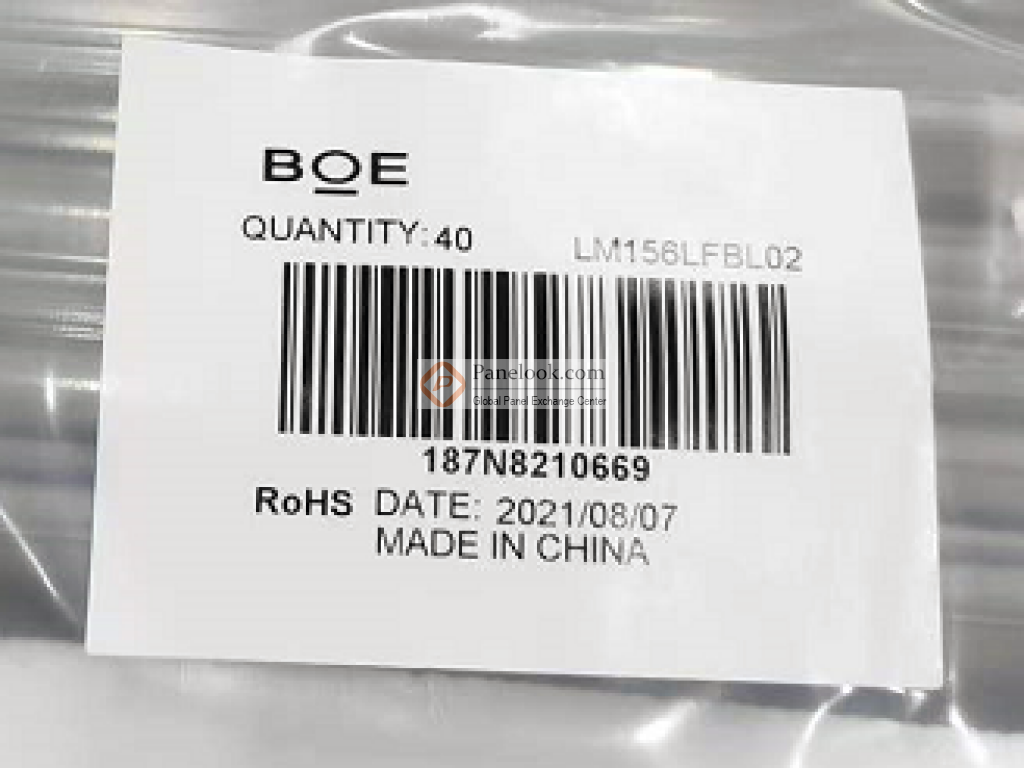 BOE
QUANTITY: 40 LM156LFBL02
Panelook.com
Global Panel Exchange Center
187N8210669
RoHS DATE: 2021/08/07
MADE IN CHINA